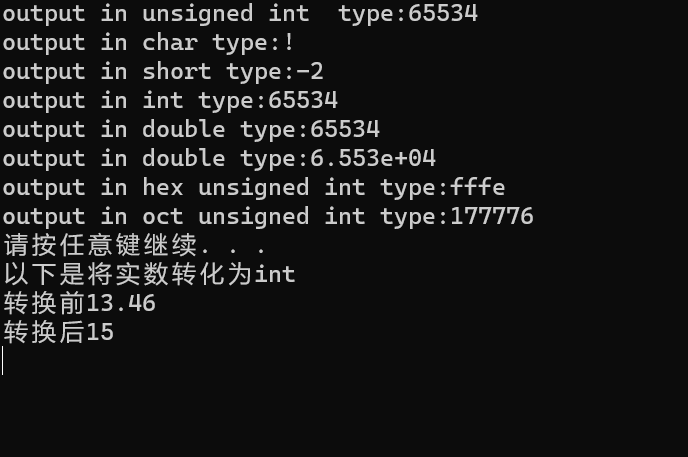 output in unsigned int  type:65534
output in char type:!
output in short type:-2
output in int type:65534
output in double type:65534
output in double type:6.553e+04
output in hex unsigned int type:fffe
output in oct unsigned int type:177776
请按任意键继续. . .
以下是将实数转化为int
转换前13.46
转换后15